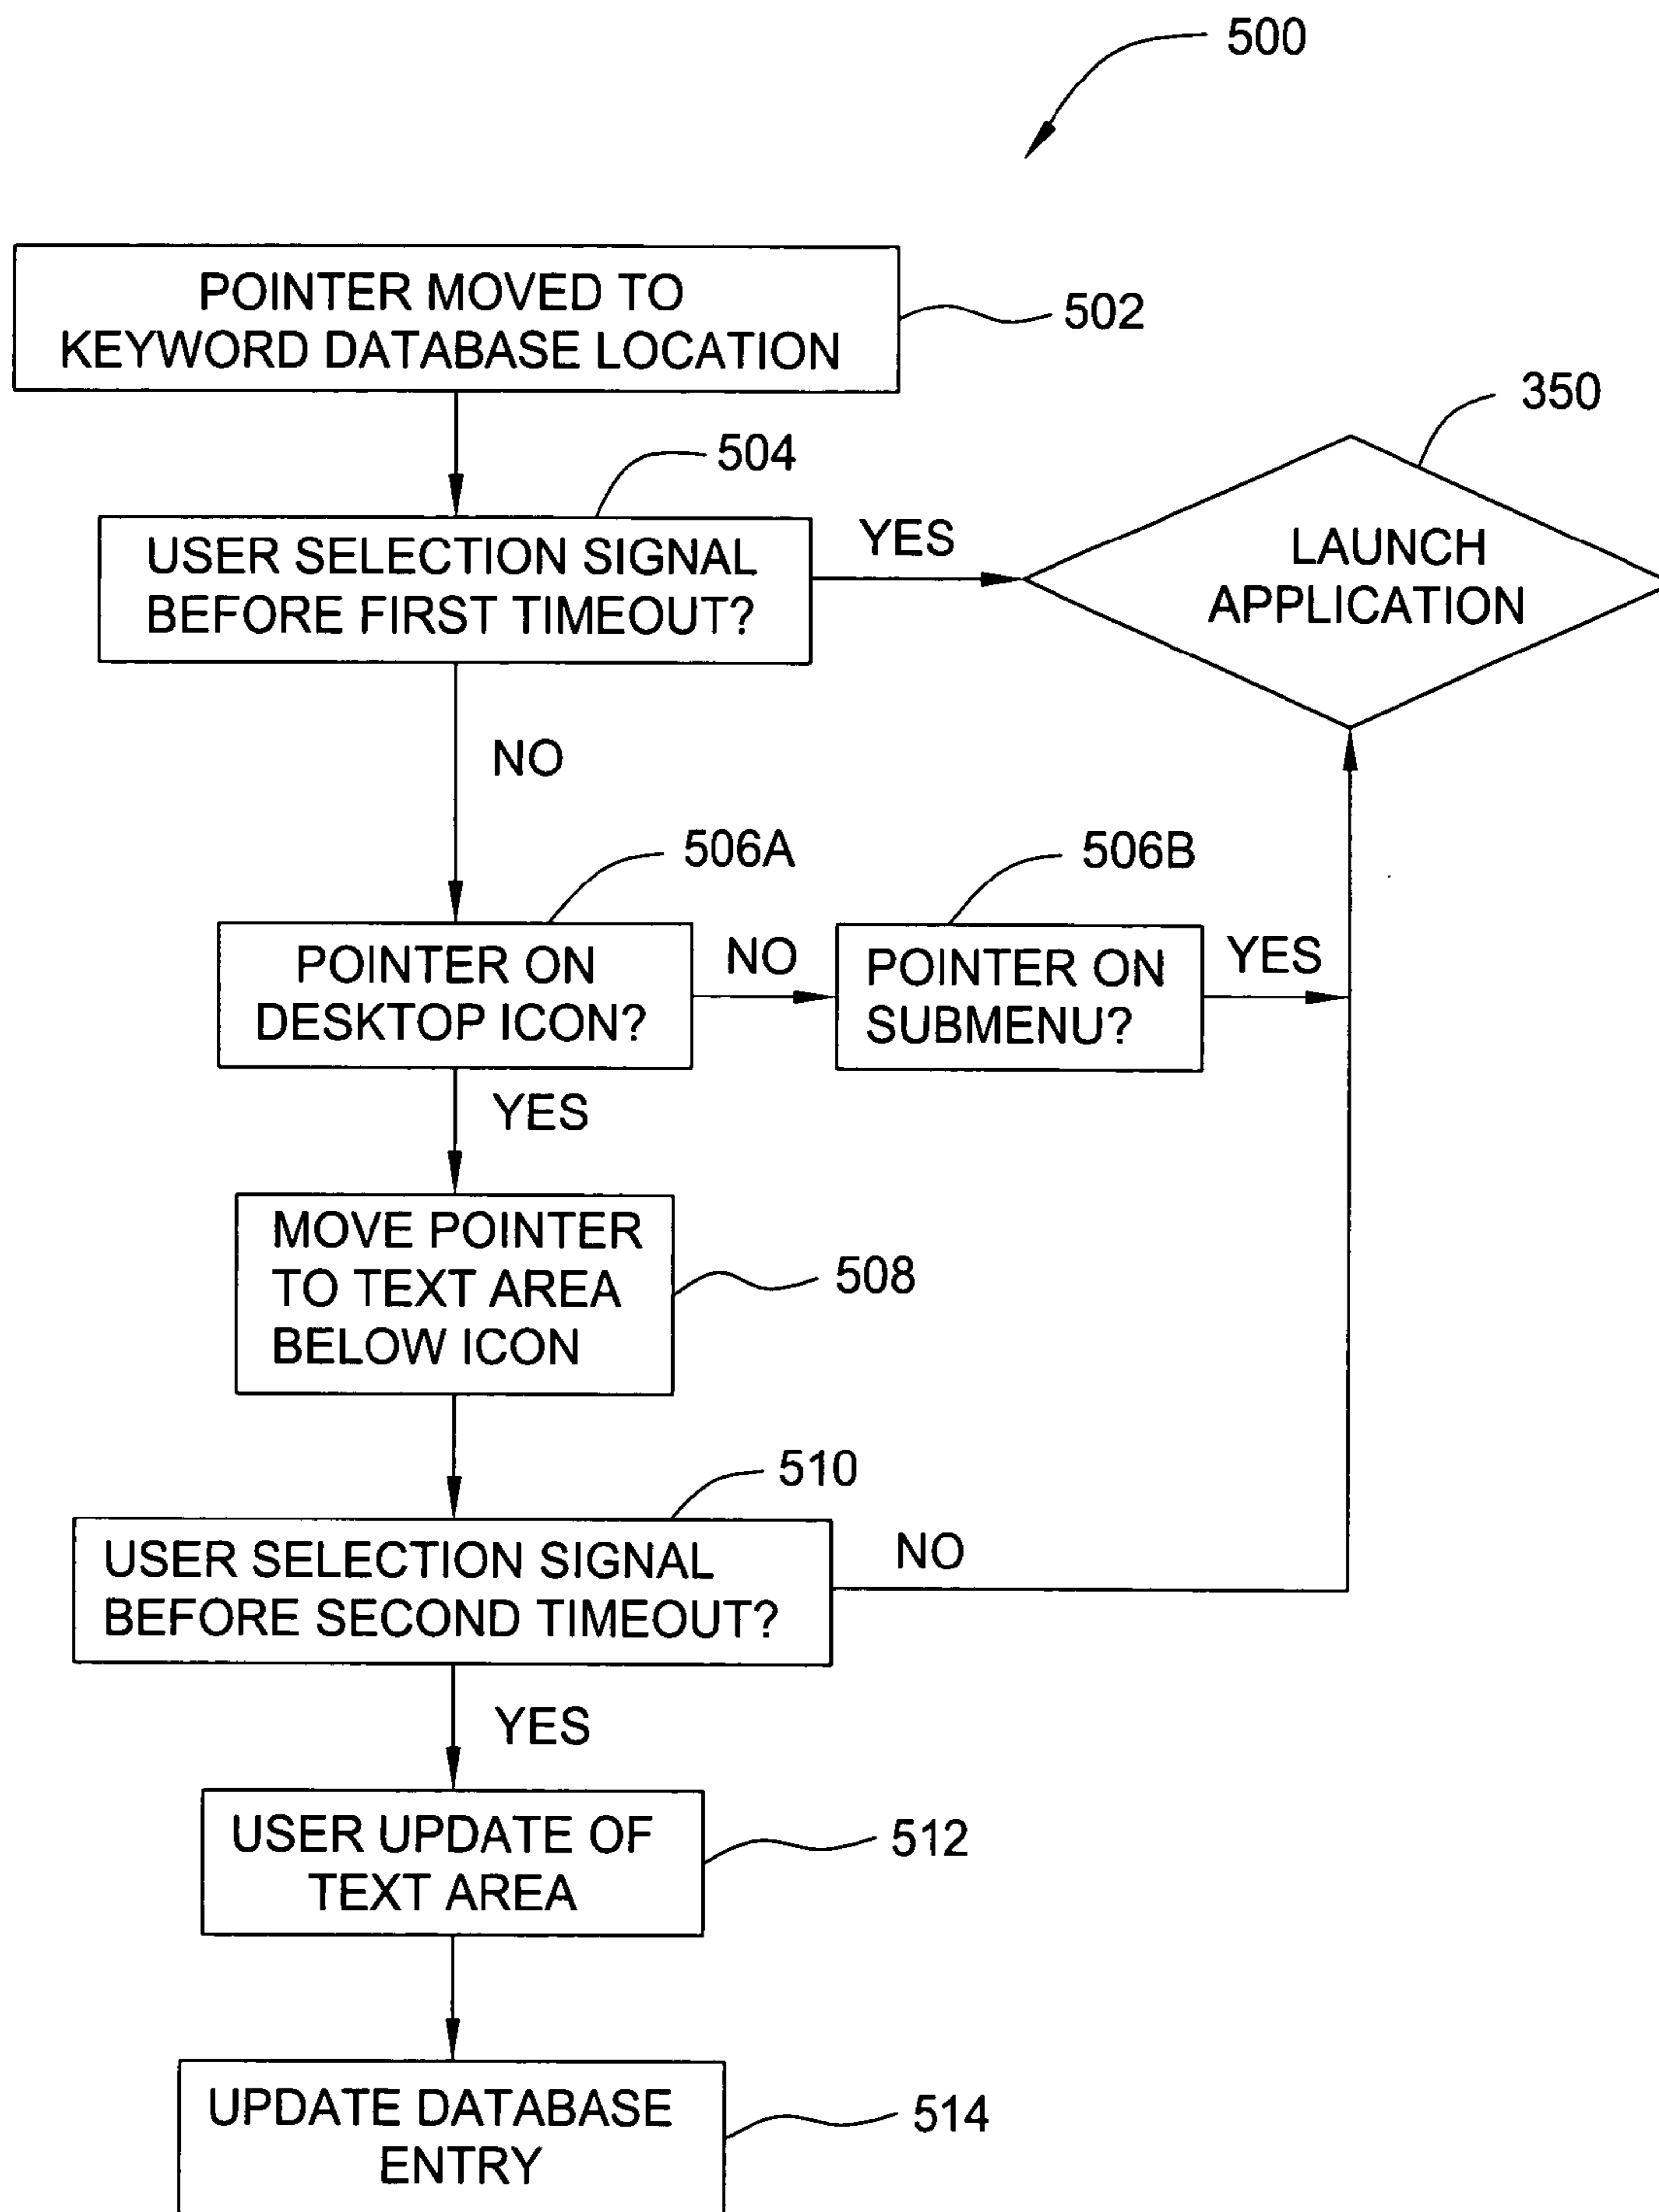 500
POINTER MOVED TO
KEYWORD DATABASE LOCATION
502
350
504
USER SELECTION SIGNAL
BEFORE FIRST TIMEOUT?
YES
LAUNCH
APPLICATION
NO
506A
506B
POINTER ON
DESKTOP ICON?
NO
POINTER ON
SUBMENU?
YES
YES
MOVE POINTER
TO TEXT AREA
BELOW ICON
508
510
USER SELECTION SIGNAL
BEFORE SECOND TIMEOUT?
NO
YES
USER UPDATE OF
TEXT AREA
512
UPDATE DATABASE
ENTRY
514